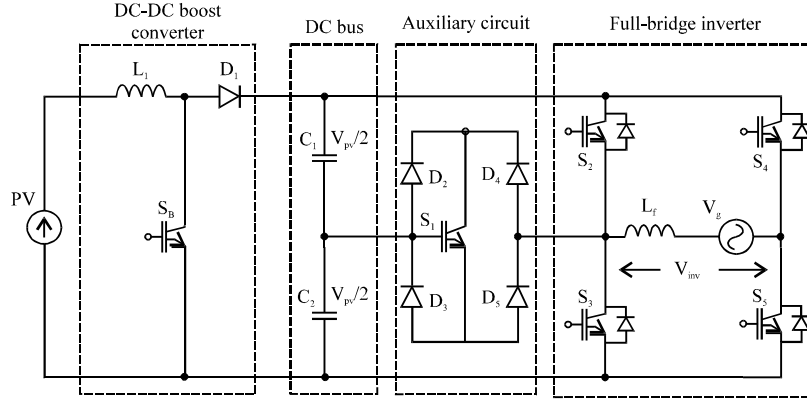 DC-DC boost
converter
DC bus
Auxiliary circuit
Full-bridge inverter
L1
D1
C1
Vpv/2
S2
S4
D2
D4
PV
SB
S1
Lf
Vg
Vinv
C2
Vpv/2
D3
D5
S3
S5